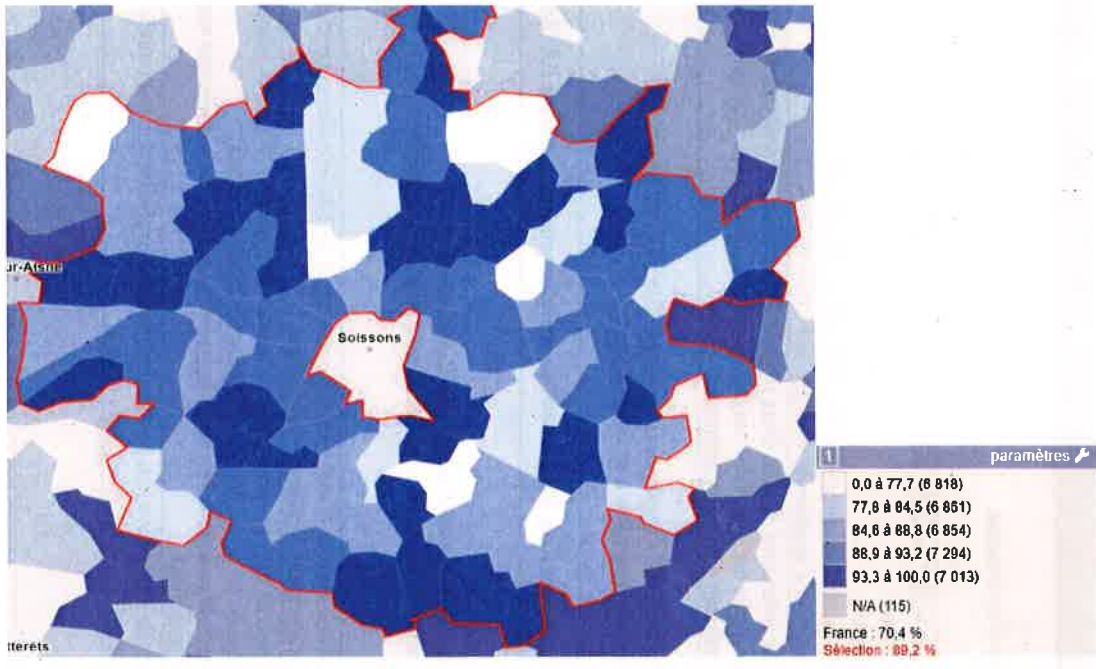 ur-Aisne
Soissons
tterêts
1 paramètres
0,0 à 77,7 (6 818)
77,8 à 84,5 (6 851)
84,6 à 88,8 (6 854)
88,9 à 93,2 (7 294)
93,3 à 100,0 (7 013)
N/A (115)
France : 70,4 %
Sélection : 89,2 %